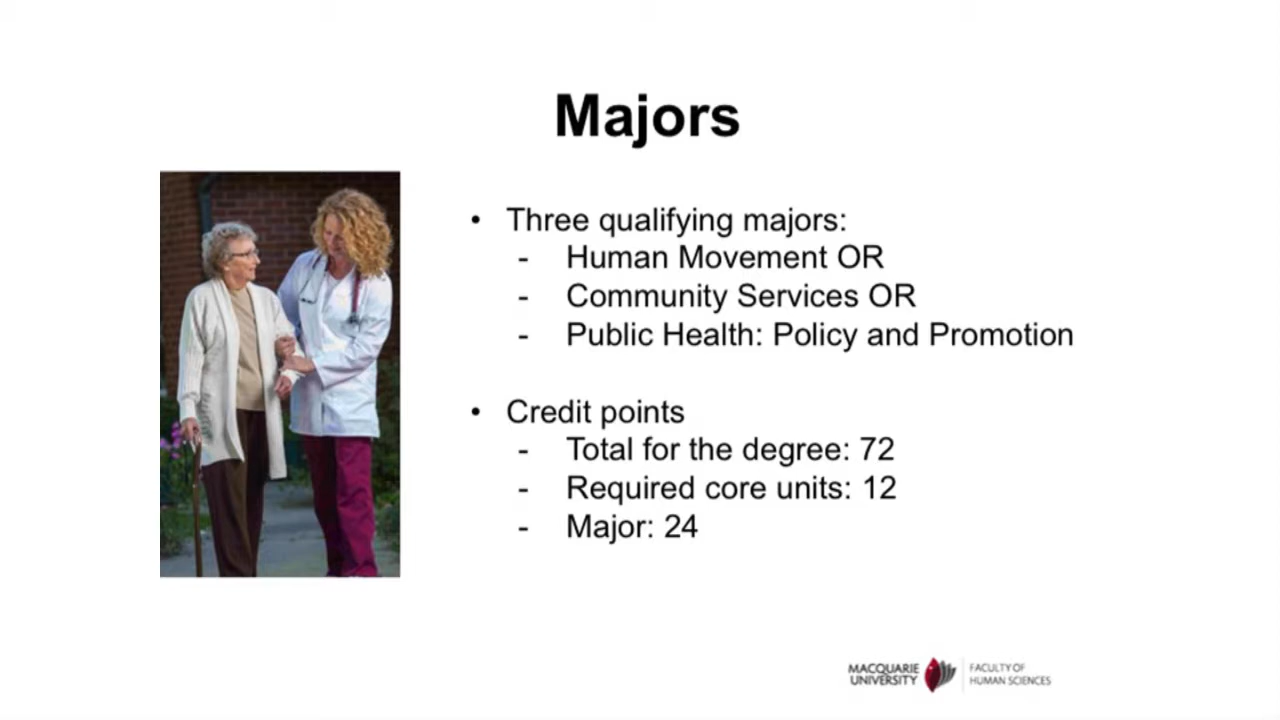 Majors
• Three qualifying majors:
- Human Movement OR
- Community Services OR
- Public Health: Policy and Promotion
• Credit points
- Total for the degree: 72
- Required core units: 12
- Major: 24
MACQUARIE
UNIVERSITY
FACULTY OF
HUMAN SCIENCES